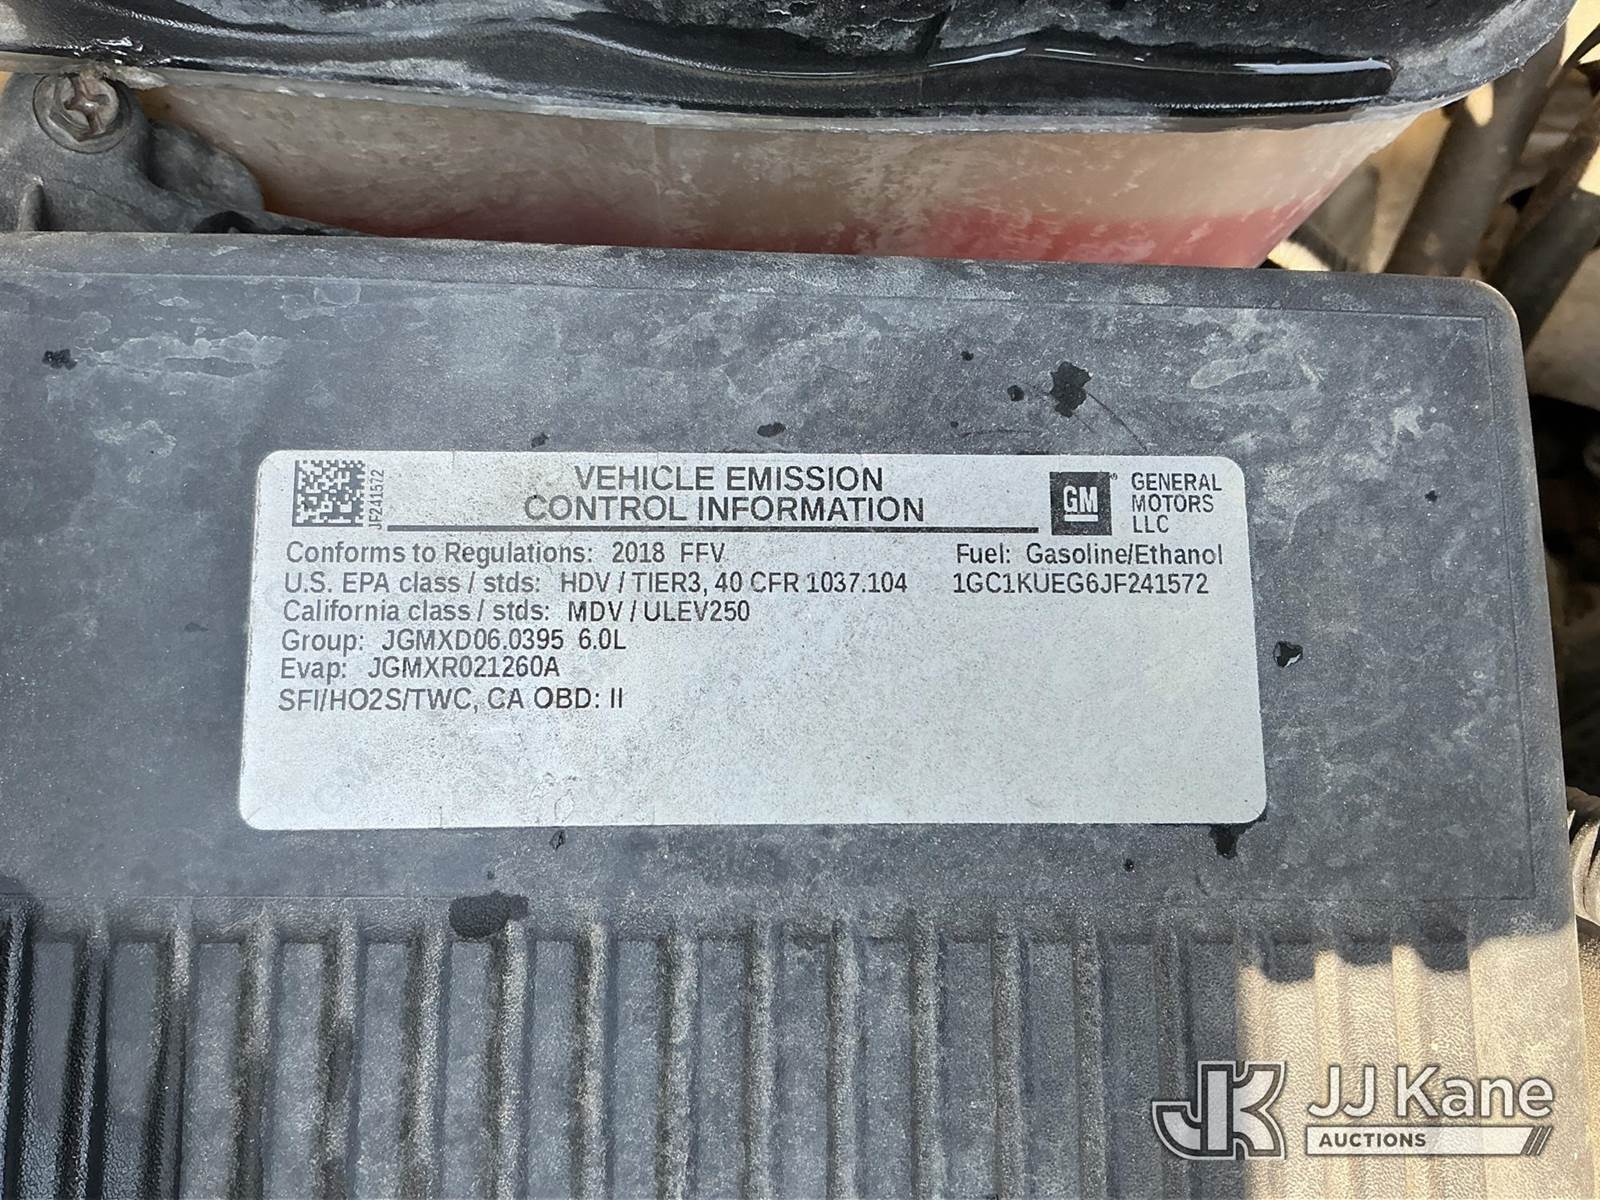 JF241572
VEHICLE EMISSION
CONTROL INFORMATION
GM
GENERAL
MOTORS
LLC
Conforms to Regulations: 2018 FFV
Fuel: Gasoline/Ethanol
U.S. EPA class / stds: HDV / TIER3, 40 CFR 1037.104
1GC1KUEG6JF241572
California class / stds: MDV / ULEV250
Group: JGMXD06.0395 6.0L
Evap: JGMXR021260A
SFI/HO2S/TWC, CA OBD: II
JK JJ Kane
AUCTIONS